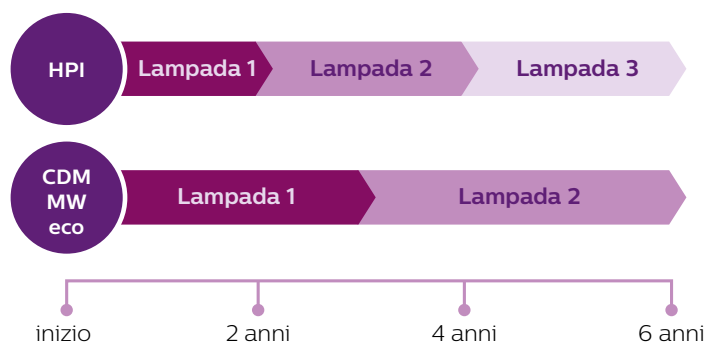 HPI
Lampada 1
Lampada 2
Lampada 3
CDM
MW
eco
Lampada 1
Lampada 2
inizio
2 anni
4 anni
6 anni